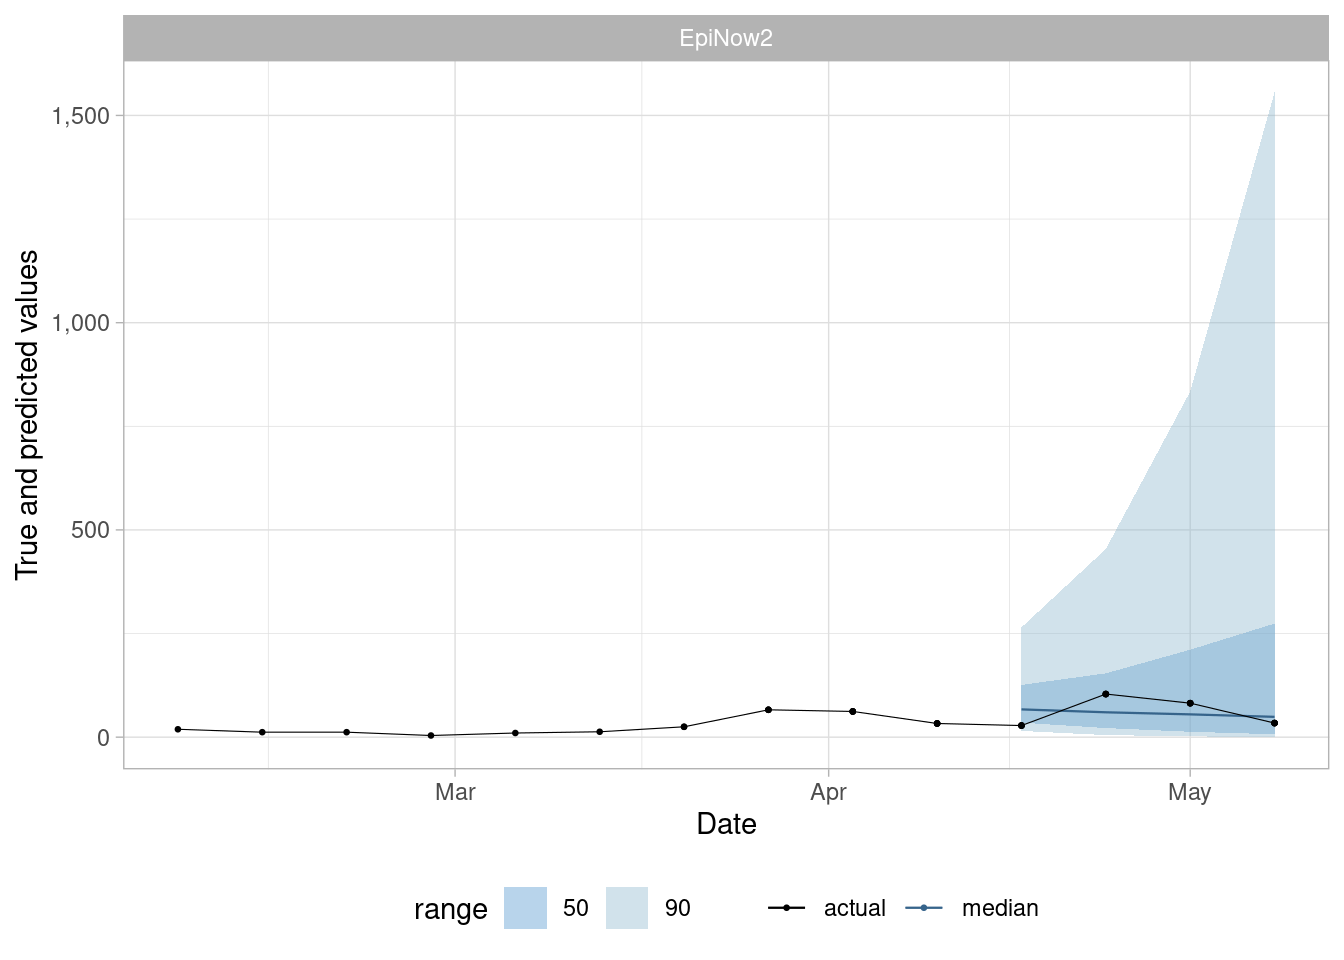 EpiNow2
1,500
1,000
500
0
True and predicted values
Mar Apr May
Date
range 50 90 actual median